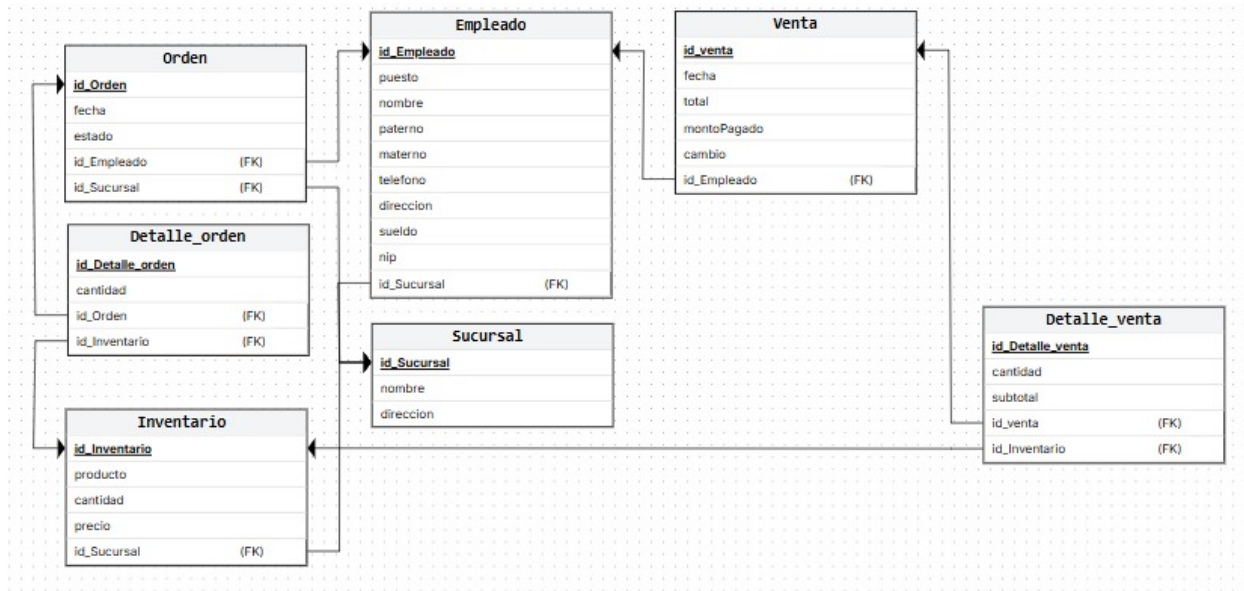 Orden
id_Orden
fecha
estado
id_Empleado (FK)
id_Sucursal (FK)
Detalle_orden
id_Detalle_orden
cantidad
id_Orden (FK)
id_Inventario (FK)
Inventario
id_Inventario
producto
cantidad
precio
id_Sucursal (FK)
Empleado
id_Empleado
puesto
nombre
paterno
materno
telefono
direccion
sueldo
nip
id_Sucursal (FK)
Sucursal
id_Sucursal
nombre
direccion
Venta
id_venta
fecha
total
montoPagado
cambio
id_Empleado (FK)
Detalle_venta
id_Detalle_venta
cantidad
subtotal
id_venta (FK)
id_Inventario (FK)